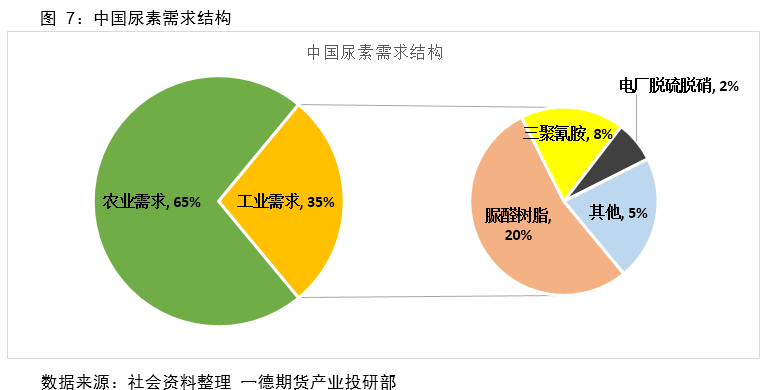 图 7：中国尿素需求结构
中国尿素需求结构
农业需求, 65%
工业需求, 35%
电厂脱硫脱硝, 2%
三聚氰胺, 8%
脲醛树脂,
20%
其他, 5%
数据来源：社会资料整理 一德期货产业投研部